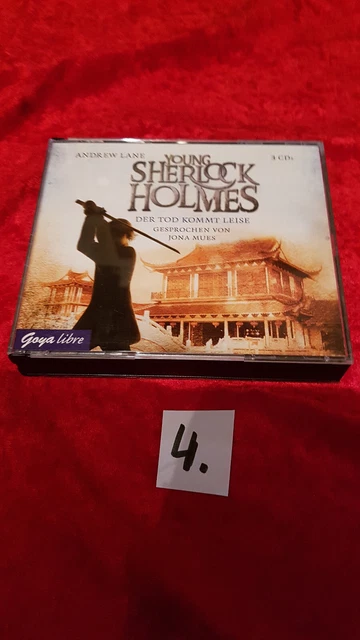 ANDREW LANE
3 CDs
YOUNG
SHERLOCK
HOLMES
DER TOD KOMMT LEISE
GESPROCHEN VON
JONA MUES
Goya libre
4.